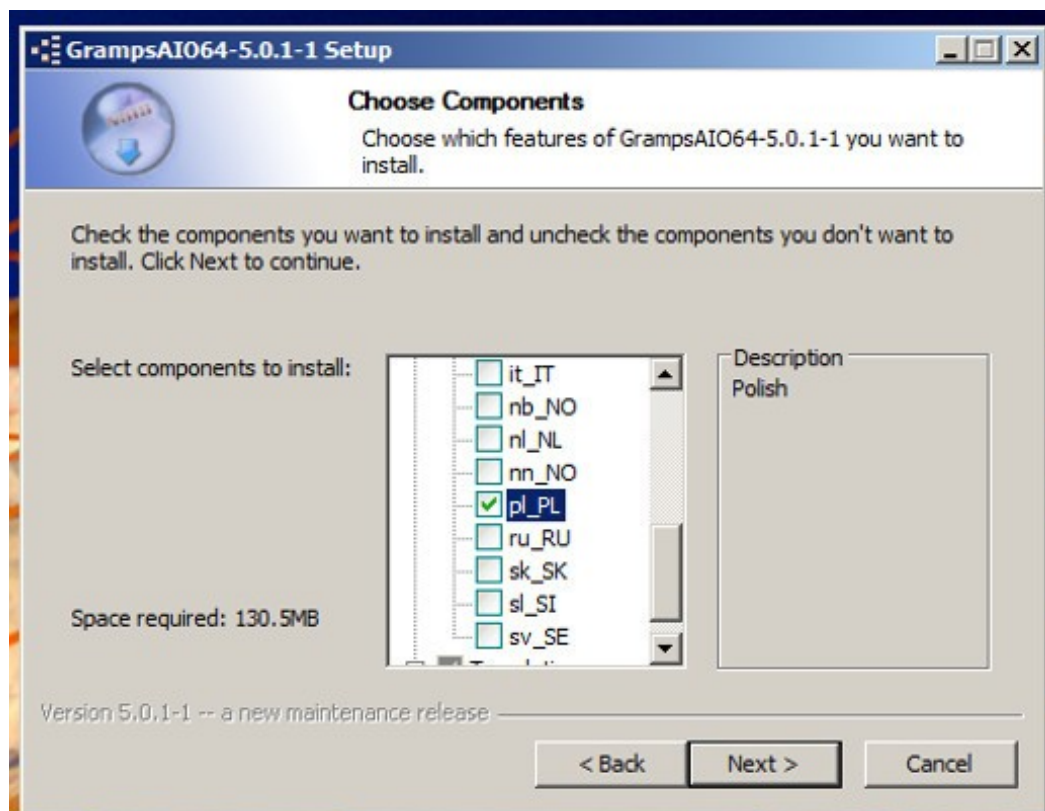 GrampsAIO64-5.0.1-1 Setup
Choose Components
Choose which features of GrampsAIO64-5.0.1-1 you want to
install.
Check the components you want to install and uncheck the components you don't want to
install. Click Next to continue.
Select components to install:
it_IT
nb_NO
nl_NL
nn_NO
pl_PL
ru_RU
sk_SK
sl_SI
sv_SE
Description
Polish
Space required: 130.5MB
Version 5.0.1-1 -- a new maintenance release
< Back
Next >
Cancel